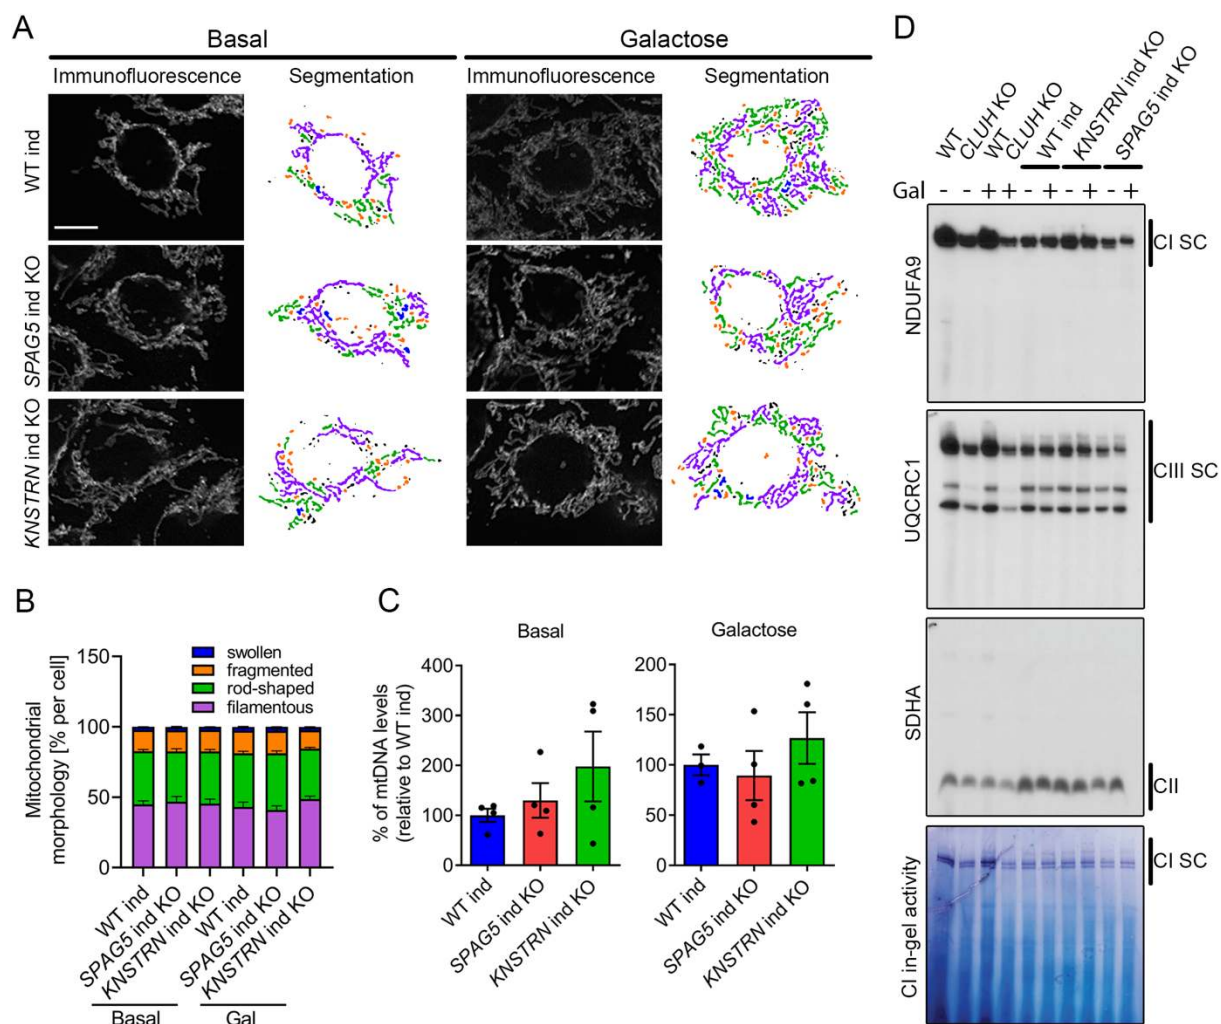 A
Basal
Galactose
Immunofluorescence
Segmentation
Immunofluorescence
Segmentation
WT ind
SPAG5 ind KO
KNSTRN ind KO
B
Mitochondrial
morphology [% per cell]
150
100
50
0
swollen
fragmented
rod-shaped
filamentous
WT ind
SPAG5 ind KO
KNSTRN ind KO
WT ind
SPAG5 ind KO
KNSTRN ind KO
Basal
Gal
C
% of mtDNA levels
(relative to WT ind)
Basal
400
300
200
100
0
WT ind
SPAG5 ind KO
KNSTRN ind KO
Galactose
200
150
100
50
0
WT ind
SPAG5 ind KO
KNSTRN ind KO
D
WT
CLUH KO
WT
CLUH KO
WT ind
KNSTRN ind KO
SPAG5 ind KO
Gal - - + + - + - + - +
NDUFA9
CI SC
UQCRC1
CIII SC
SDHA
CII
CI in-gel activity
CI SC